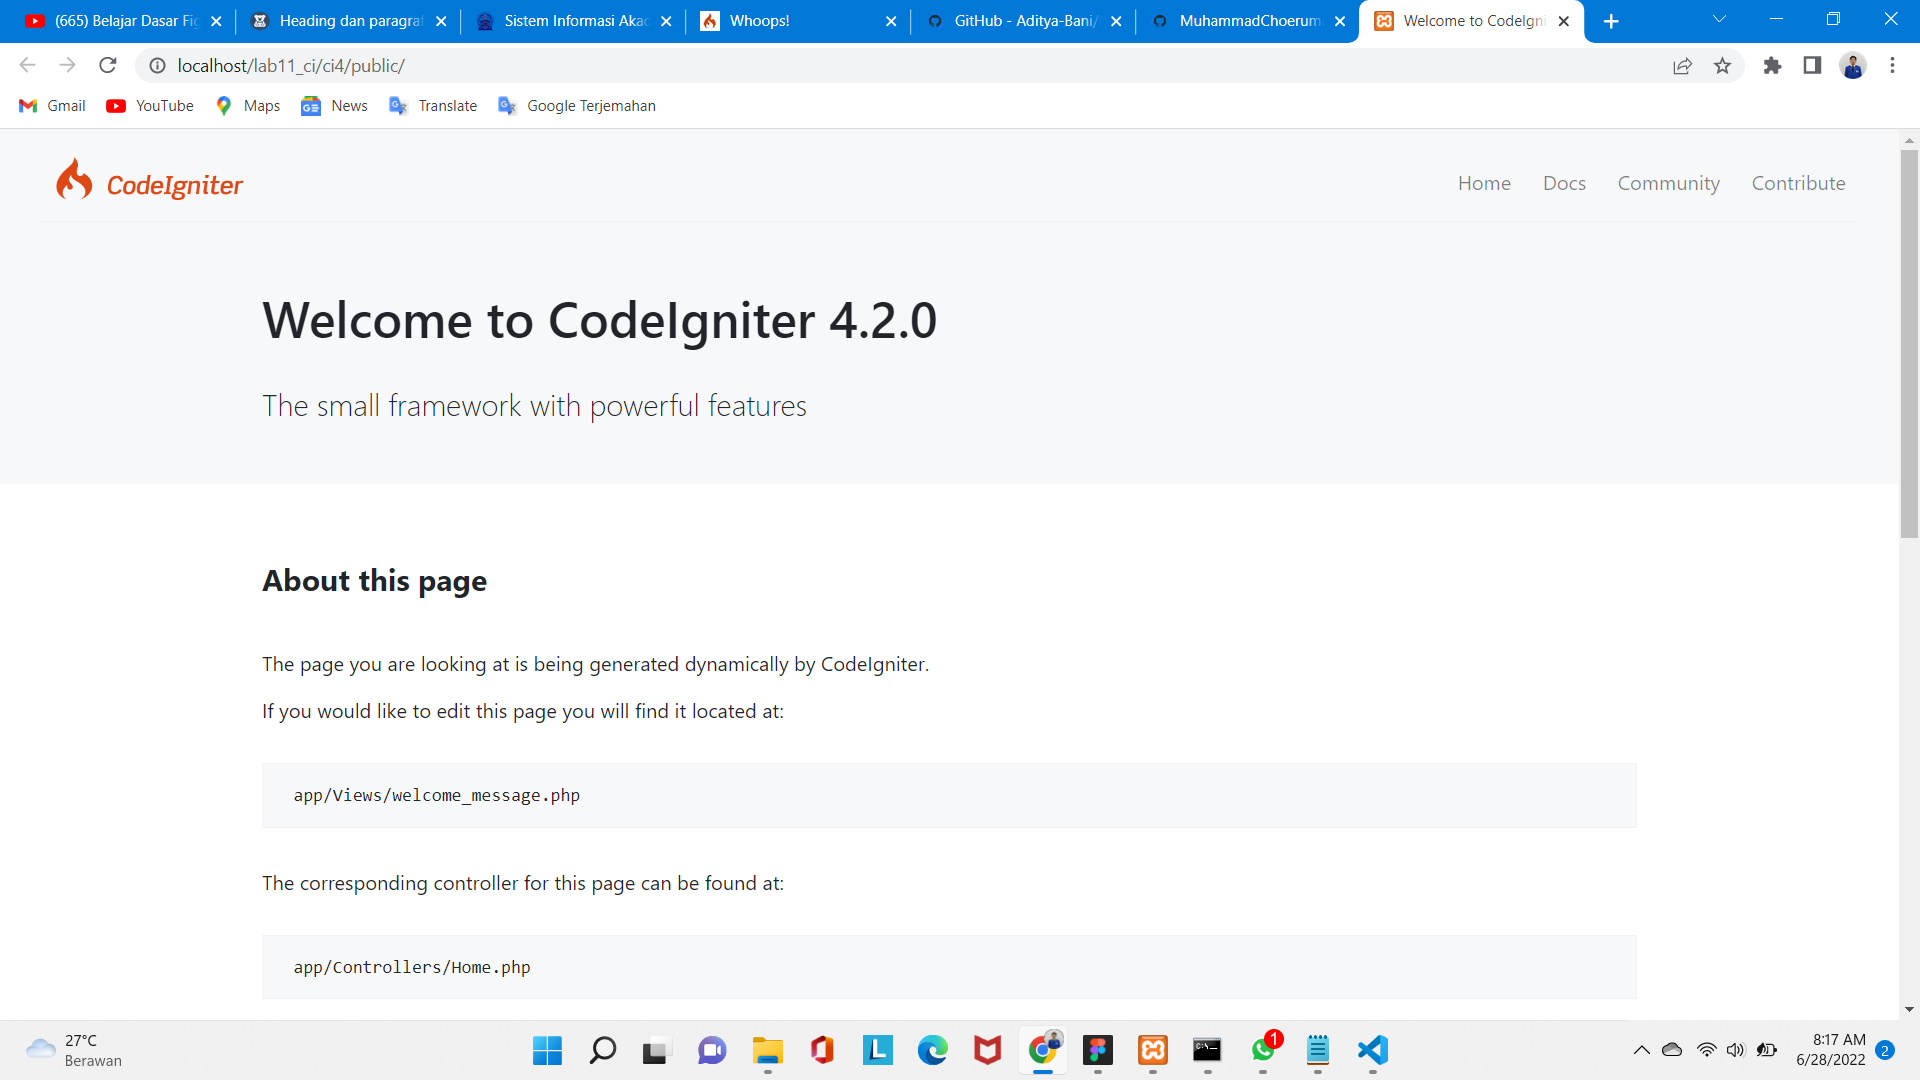 (665) Belajar Dasar Fig
Heading dan paragraf
Sistem Informasi Akad
Whoops!
GitHub - Aditya-Bani/
MuhammadChoerum
Welcome to CodeIgni
localhost/lab11_ci/ci4/public/
Gmail
YouTube
Maps
News
Translate
Google Terjemahan
CodeIgniter
Home
Docs
Community
Contribute
Welcome to CodeIgniter 4.2.0
The small framework with powerful features
About this page
The page you are looking at is being generated dynamically by CodeIgniter.
If you would like to edit this page you will find it located at:
app/Views/welcome_message.php
The corresponding controller for this page can be found at:
app/Controllers/Home.php
27°C
Berawan
1
8:17 AM
6/28/2022
2